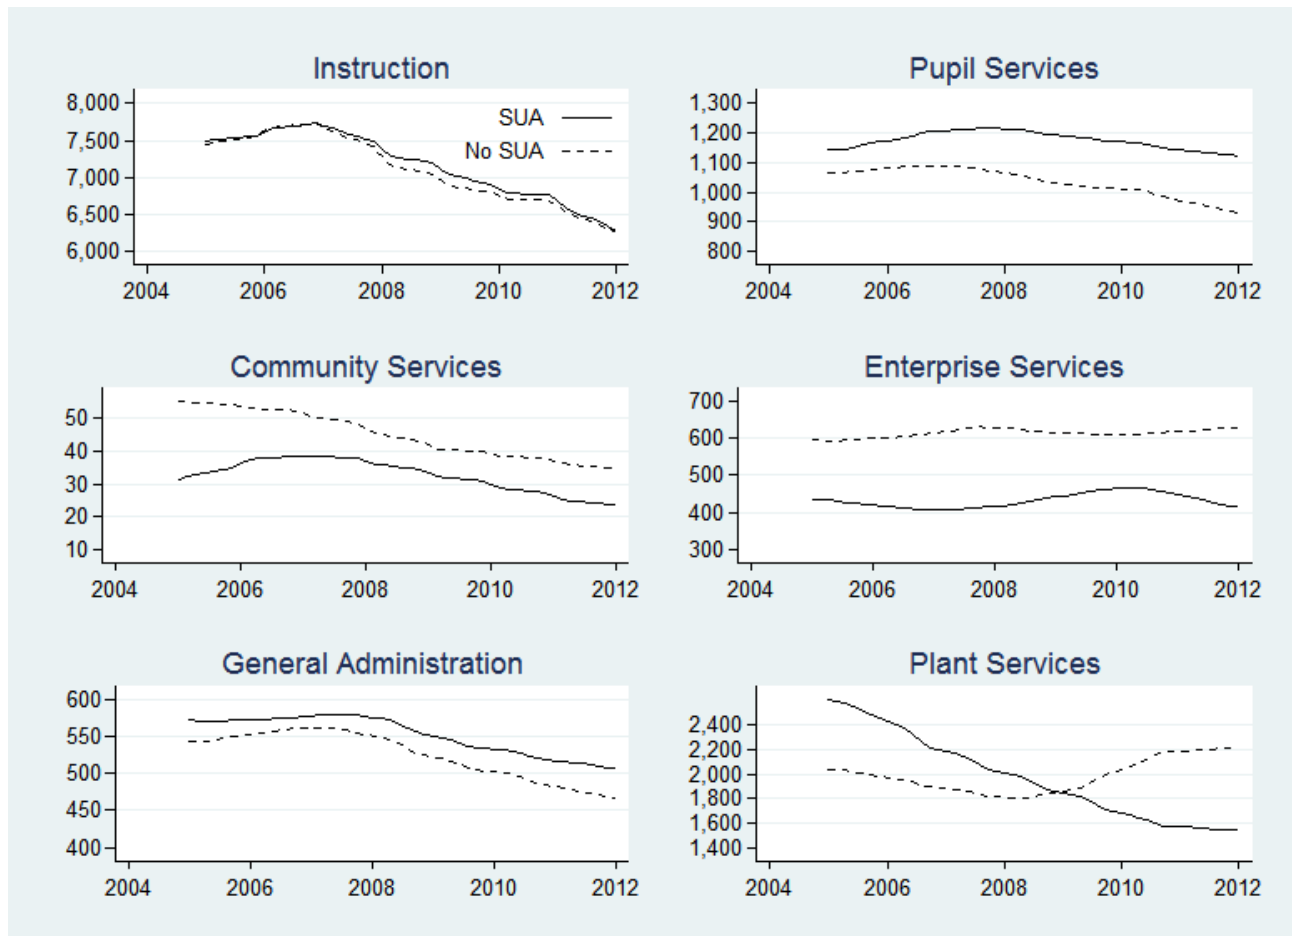 Instruction
8,000
7,500
7,000
6,500
6,000
SUA
No SUA
2004 2006 2008 2010 2012
Pupil Services
1,300
1,200
1,100
1,000
900
800
2004 2006 2008 2010 2012
Community Services
50
40
30
20
10
2004 2006 2008 2010 2012
Enterprise Services
700
600
500
400
300
2004 2006 2008 2010 2012
General Administration
600
550
500
450
400
2004 2006 2008 2010 2012
Plant Services
2,400
2,200
2,000
1,800
1,600
1,400
2004 2006 2008 2010 2012